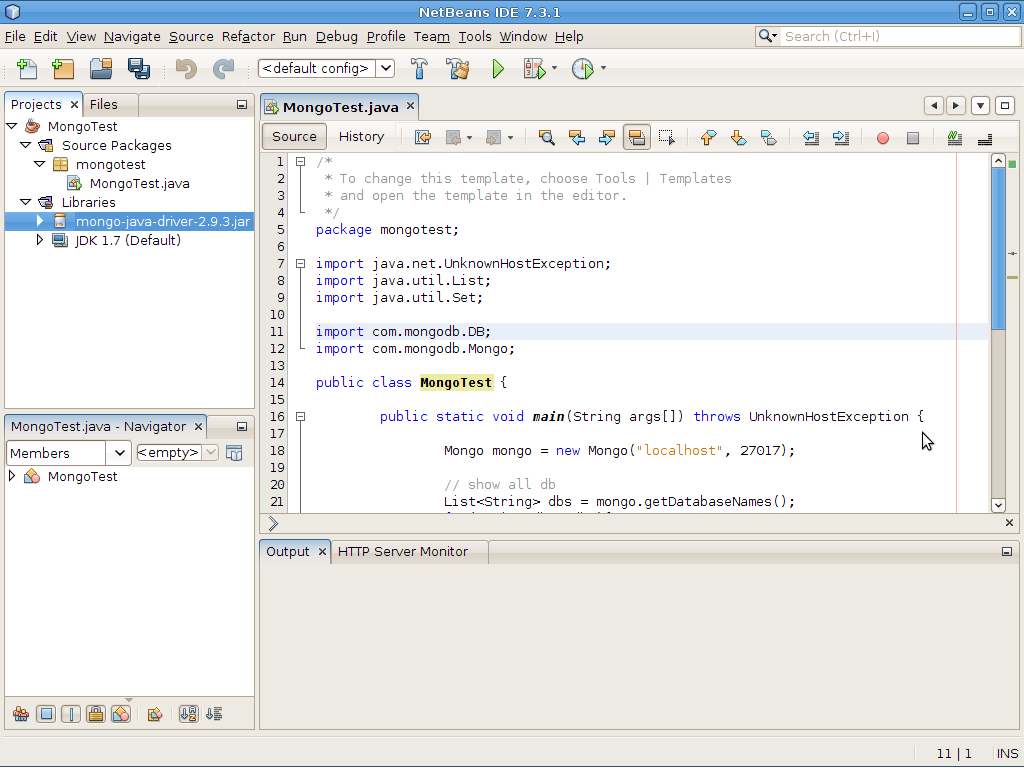 NetBeans IDE 7.3.1
File Edit View Navigate Source Refactor Run Debug Profile Team Tools Window Help
Search (Ctrl+I)
<default config>
Projects Files
MongoTest
Source Packages
mongotest
MongoTest.java
Libraries
mongo-java-driver-2.9.3.jar
JDK 1.7 (Default)
MongoTest.java - Navigator
Members <empty>
MongoTest
MongoTest.java
Source History
1 /*
2 * To change this template, choose Tools | Templates
3 * and open the template in the editor.
4 */
5 package mongotest;
6
7 import java.net.UnknownHostException;
8 import java.util.List;
9 import java.util.Set;
10
11 import com.mongodb.DB;
12 import com.mongodb.Mongo;
13
14 public class MongoTest {
15
16 public static void main(String args[]) throws UnknownHostException {
17
18 Mongo mongo = new Mongo("localhost", 27017);
19
20 // show all db
21 List<String> dbs = mongo.getDatabaseNames();
Output HTTP Server Monitor
11 | 1 INS